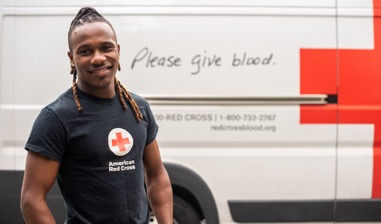 Please give blood.
00-RED CROSS | 1-800-733-2767
redcrossblood.org
American
Red Cross